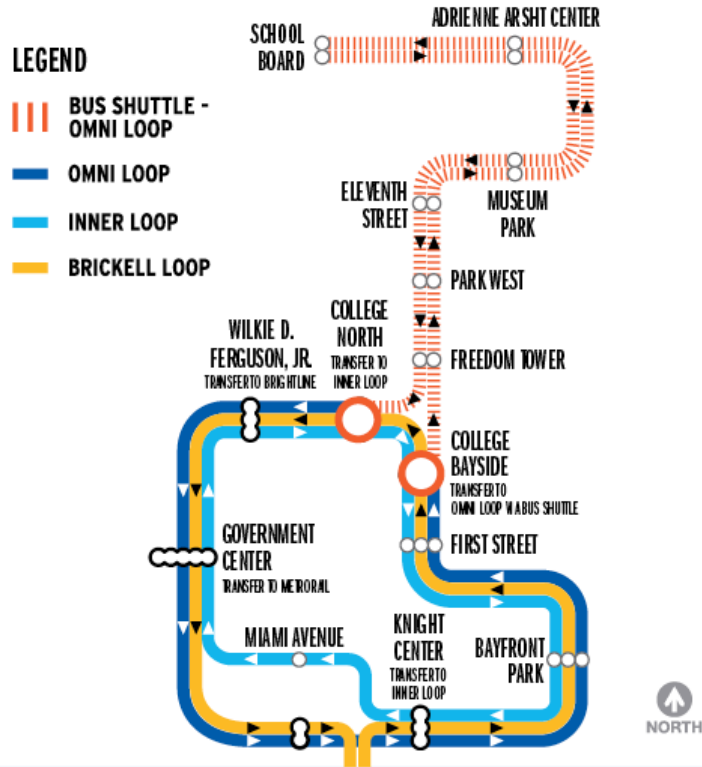 ADRIENNE ARSHT CENTER
SCHOOL
BOARD
LEGEND
BUS SHUTTLE -
OMNI LOOP
OMNI LOOP
INNER LOOP
BRICKELL LOOP
ELEVENTH
STREET
MUSEUM
PARK
PARK WEST
COLLEGE
NORTH
TRANSFER TO
INNER LOOP
WILKIE D.
FERGUSON, JR.
TRANSFER TO BRIGHTLINE
FREEDOM TOWER
COLLEGE
BAYSIDE
TRANSFER TO
OMNI LOOP VIA BUS SHUTTLE
GOVERNMENT
CENTER
TRANSFER TO METRORAIL
FIRST STREET
MIAMI AVENUE
KNIGHT
CENTER
TRANSFER TO
INNER LOOP
BAYFRONT
PARK
NORTH